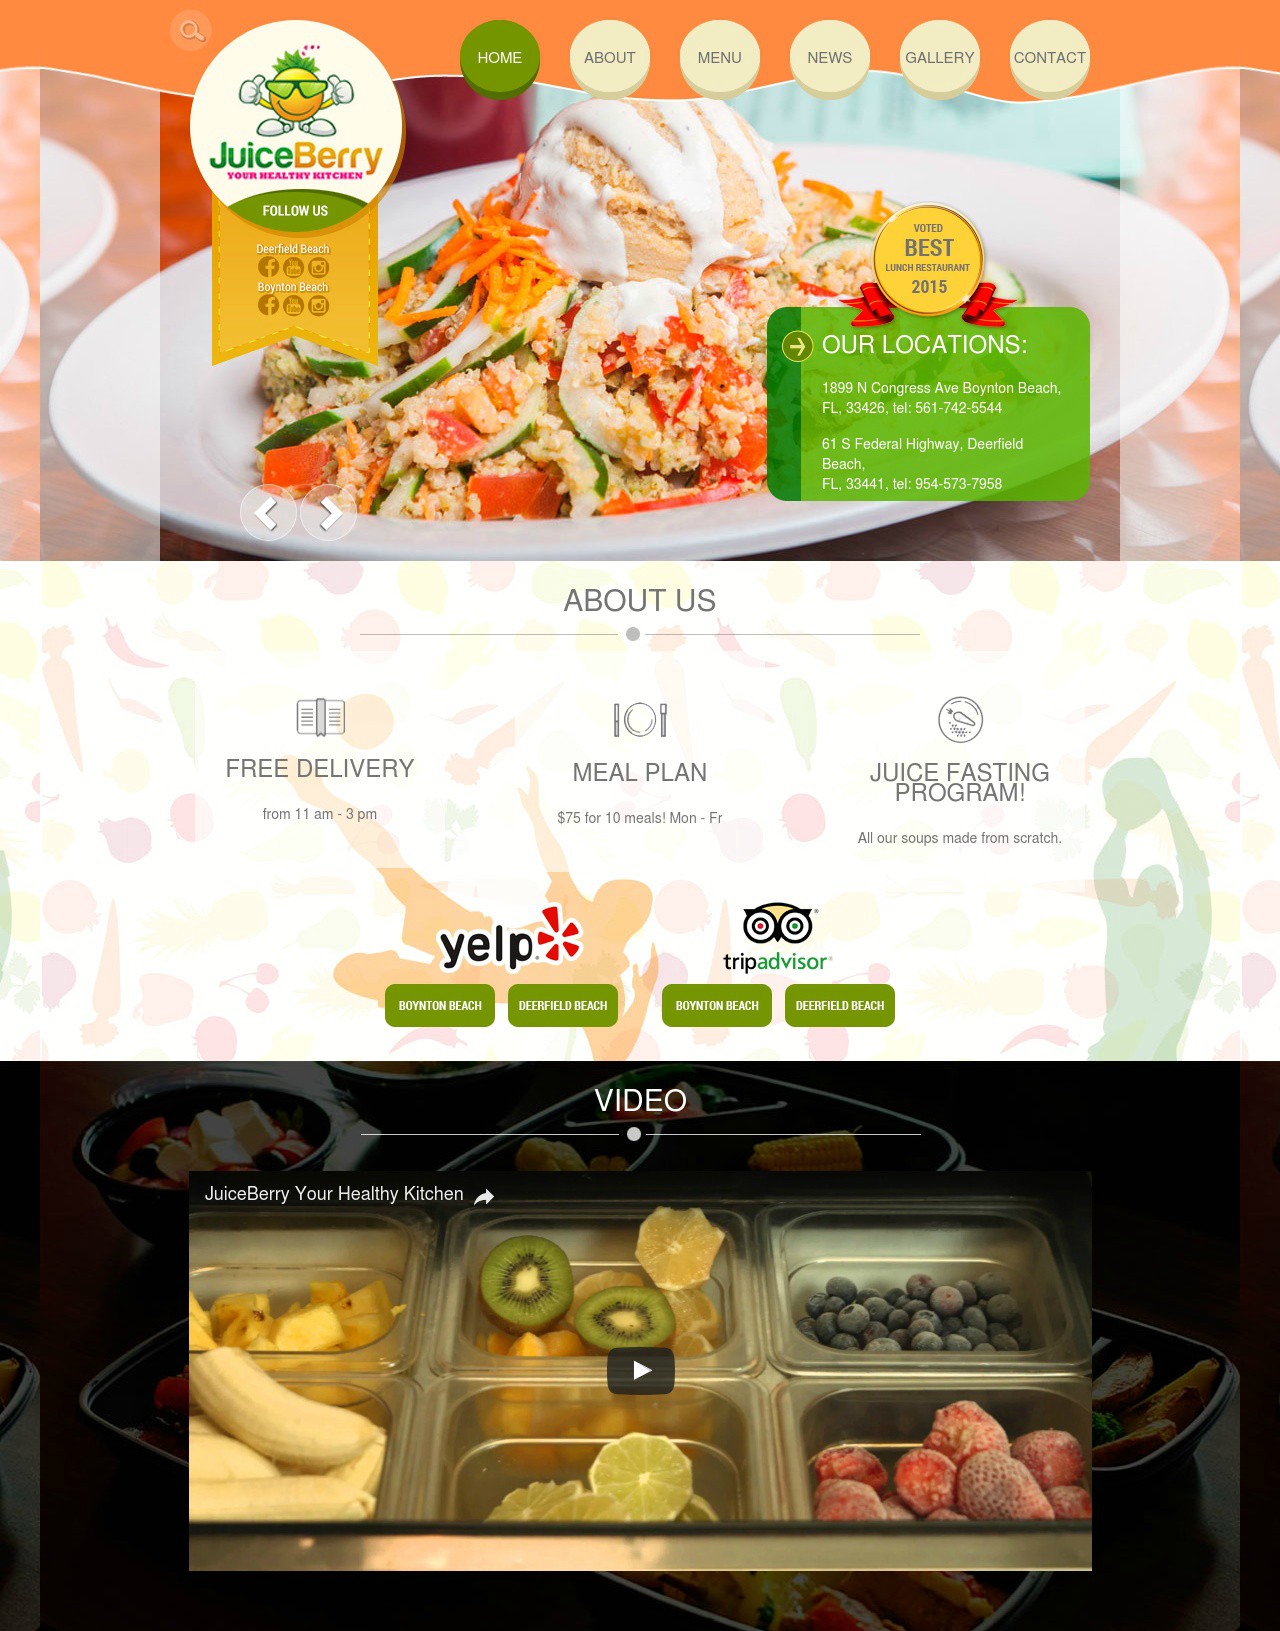 HOME
ABOUT
MENU
NEWS
GALLERY
CONTACT
JuiceBerry
YOUR HEALTHY KITCHEN
FOLLOW US
Deerfield Beach
You
Tube
Boynton Beach
You
Tube
VOTED
BEST
LUNCH RESTAURANT
2015
OUR LOCATIONS:
1899 N Congress Ave Boynton Beach,
FL, 33426, tel: 561-742-5544
61 S Federal Highway, Deerfield
Beach,
FL, 33441, tel: 954-573-7958
ABOUT US
FREE DELIVERY
from 11 am - 3 pm
MEAL PLAN
$75 for 10 meals! Mon - Fr
JUICE FASTING
PROGRAM!
All our soups made from scratch.
yelp
BOYNTON BEACH
DEERFIELD BEACH
tripadvisor®
BOYNTON BEACH
DEERFIELD BEACH
VIDEO
JuiceBerry Your Healthy Kitchen